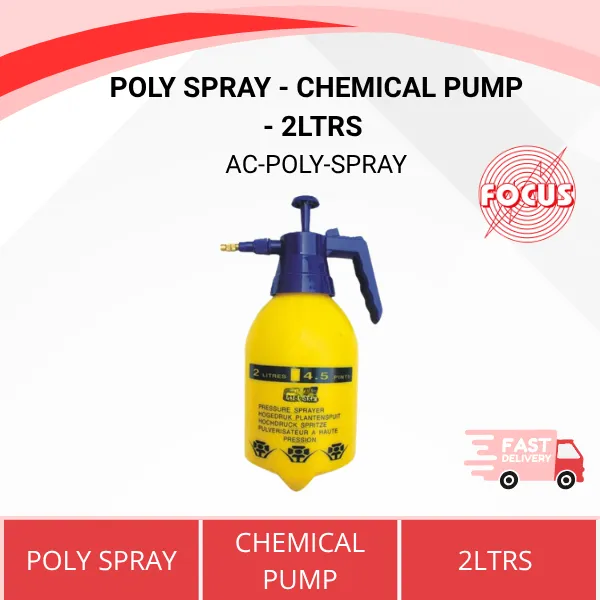 POLY SPRAY - CHEMICAL PUMP
- 2LTRS
AC-POLY-SPRAY
FOCUS
2 LITRES 4.5 PINTS
PRESSURE SPRAYER
HOGEDRUK PLANTENSPUIT
HOCHDRUCK SPRITZE
PULVERISATEUR A HAUTE
PRESSION
FAST
DELIVERY
POLY SPRAY
CHEMICAL
PUMP
2LTRS